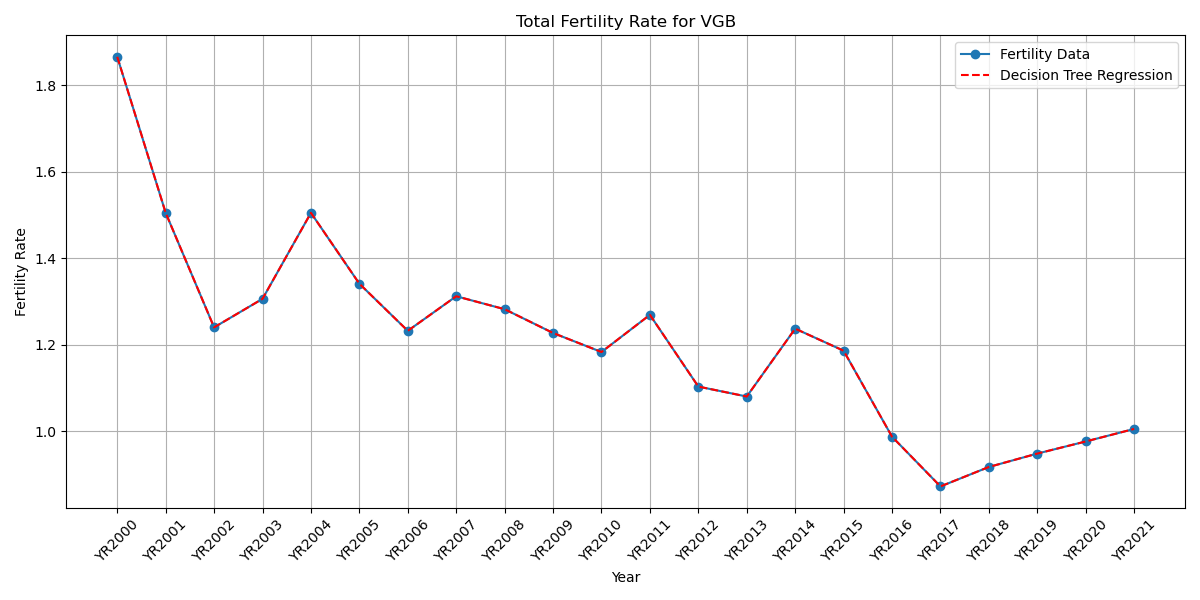 Total Fertility Rate for VGB
Fertility Data
Decision Tree Regression
Fertility Rate
1.8
1.6
1.4
1.2
1.0
YR2000
YR2001
YR2002
YR2003
YR2004
YR2005
YR2006
YR2007
YR2008
YR2009
YR2010
YR2011
YR2012
YR2013
YR2014
YR2015
YR2016
YR2017
YR2018
YR2019
YR2020
YR2021
Year